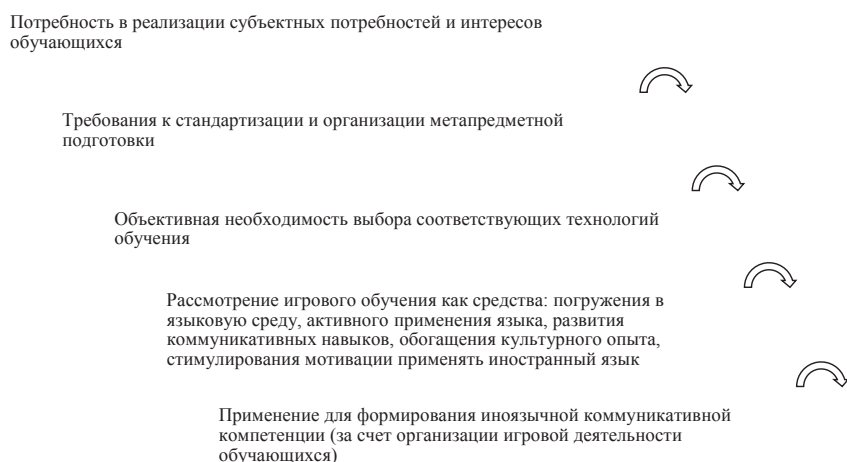 Потребность в реализации субъектных потребностей и интересов
обучающихся
Требования к стандартизации и организации метапредметной
подготовки
Объективная необходимость выбора соответствующих технологий
обучения
Рассмотрение игрового обучения как средства: погружения в
языковую среду, активного применения языка, развития
коммуникативных навыков, обогащения культурного опыта,
стимулирования мотивации применять иностранный язык
Применение для формирования иноязычной коммуникативной
компетенции (за счет организации игровой деятельности
обучающихся)